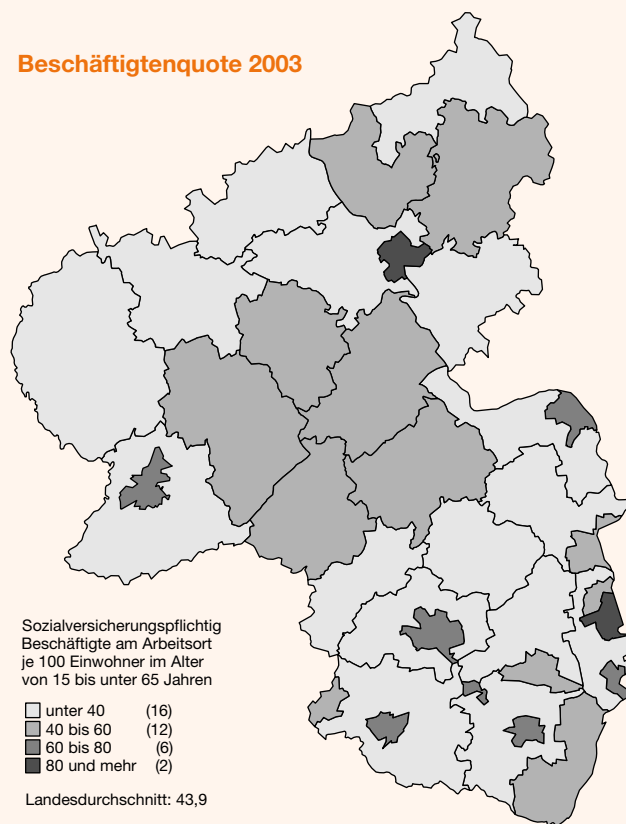 Beschäftigtenquote 2003
Sozialversicherungspflichtig
Beschäftigte am Arbeitsort
je 100 Einwohner im Alter
von 15 bis unter 65 Jahren
unter 40 (16)
40 bis 60 (12)
60 bis 80 (6)
80 und mehr (2)
Landesdurchschnitt: 43,9